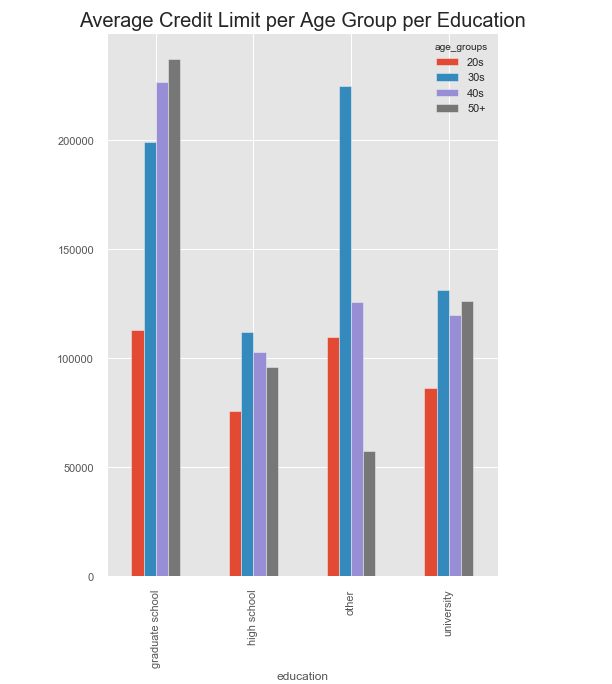 Average Credit Limit per Age Group per Education
age_groups
20s
30s
40s
50+
200000
150000
100000
50000
0
graduate school
high school
other
university
education